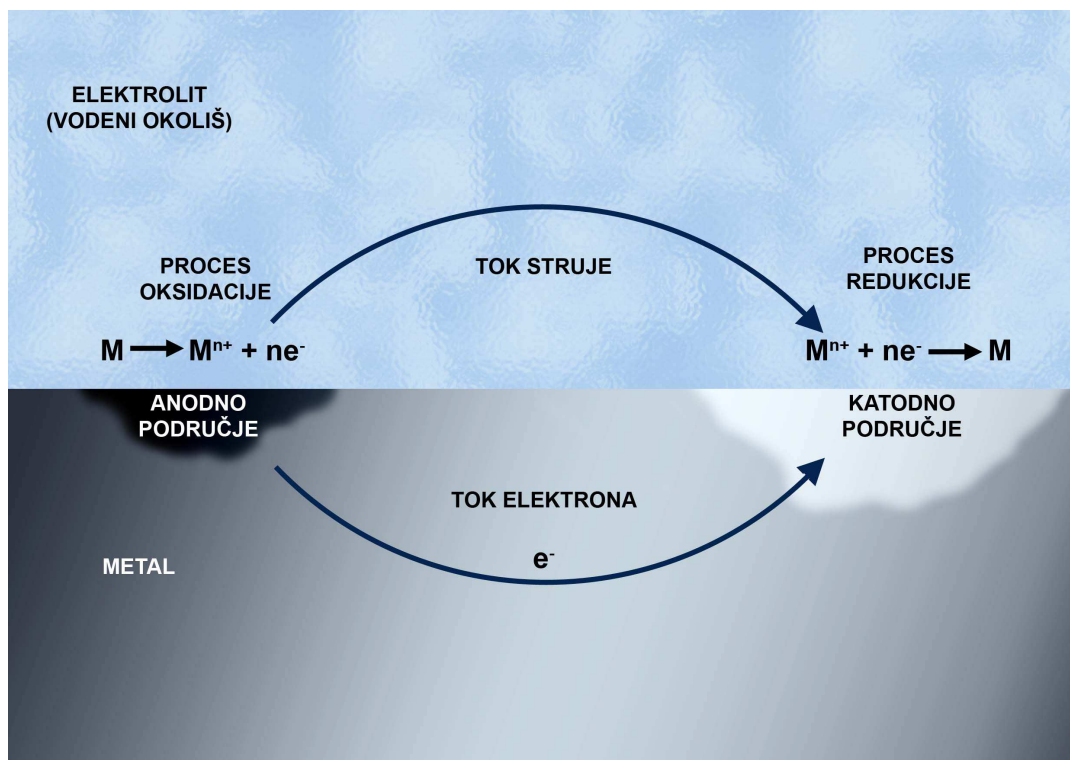 ELEKTROLIT
(VODENI OKOLIŠ)
PROCES
OKSIDACIJE
TOK STRUJE
PROCES
REDUKCIJE
M → Mⁿ⁺ + ne⁻
Mⁿ⁺ + ne⁻ → M
ANODNO
PODRUČJE
KATODNO
PODRUČJE
TOK ELEKTRONA
e⁻
METAL